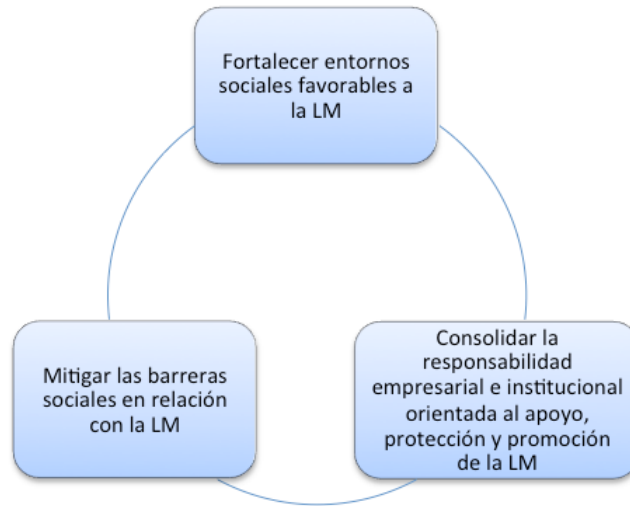 Fortalecer entornos
sociales favorables a
la LM
Consolidar la
responsabilidad
empresarial e institucional
orientada al apoyo,
protección y promoción
de la LM
Mitigar las barreras
sociales en relación
con la LM